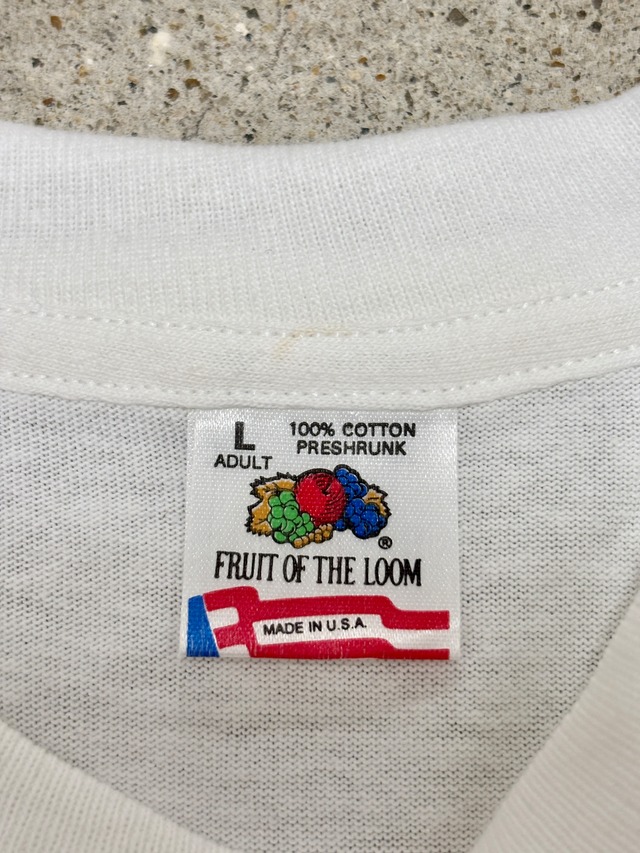 L
ADULT
100% COTTON
PRESHRUNK
®
FRUIT OF THE LOOM
MADE IN U.S.A.